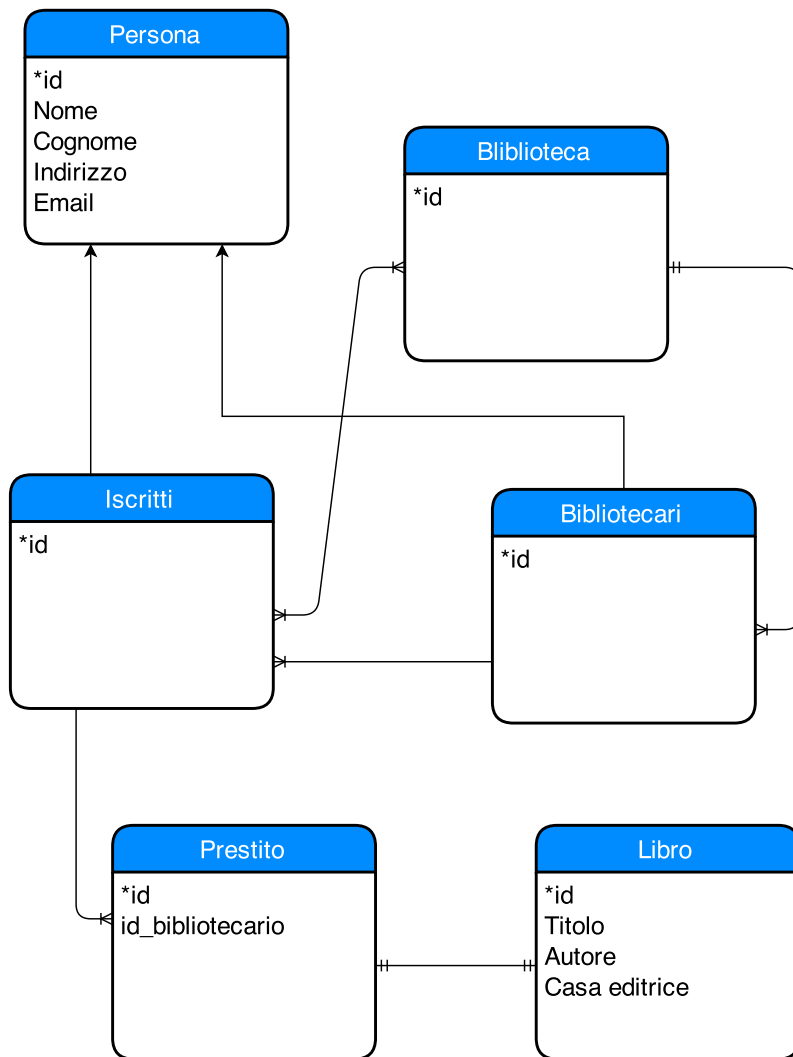 Persona
*id
Nome
Cognome
Indirizzo
Email
Bliblioteca
*id
Iscritti
*id
Bibliotecari
*id
Prestito
*id
id_bibliotecario
Libro
*id
Titolo
Autore
Casa editrice